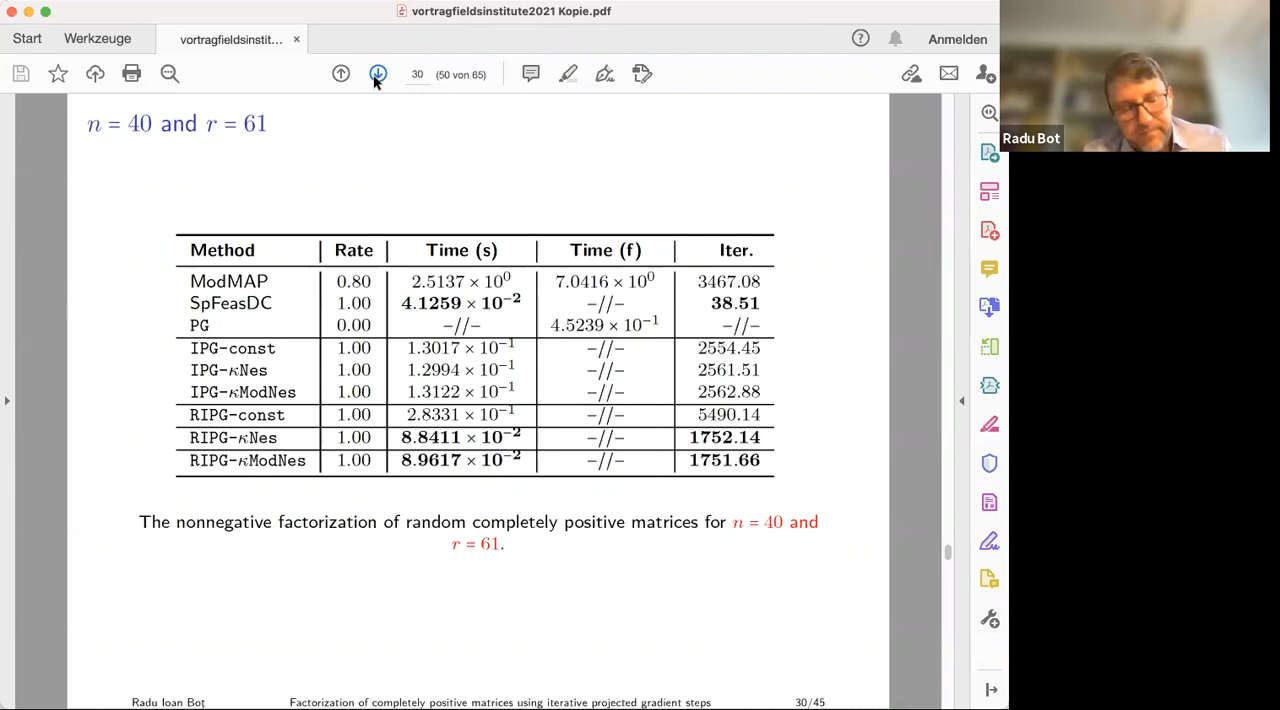 vortragfieldsinstitute2021 Kopie.pdf
Start Werkzeuge vortragfieldsinstit... × Anmelden
30 (50 von 65)
Radu Bot
n = 40 and r = 61
Method Rate Time (s) Time (f) Iter.
ModMAP 0.80 2.5137 × 10⁰ 7.0416 × 10⁰ 3467.08
SpFeasDC 1.00 4.1259 × 10⁻² –//– 38.51
PG 0.00 –//– 4.5239 × 10⁻¹ –//–
IPG-const 1.00 1.3017 × 10⁻¹ –//– 2554.45
IPG-κNes 1.00 1.2994 × 10⁻¹ –//– 2561.51
IPG-κModNes 1.00 1.3122 × 10⁻¹ –//– 2562.88
RIPG-const 1.00 2.8331 × 10⁻¹ –//– 5490.14
RIPG-κNes 1.00 8.8411 × 10⁻² –//– 1752.14
RIPG-κModNes 1.00 8.9617 × 10⁻² –//– 1751.66
The nonnegative factorization of random completely positive matrices for n = 40 and
r = 61.
Radu Ioan Boţ Factorization of completely positive matrices using iterative projected gradient steps 30/45